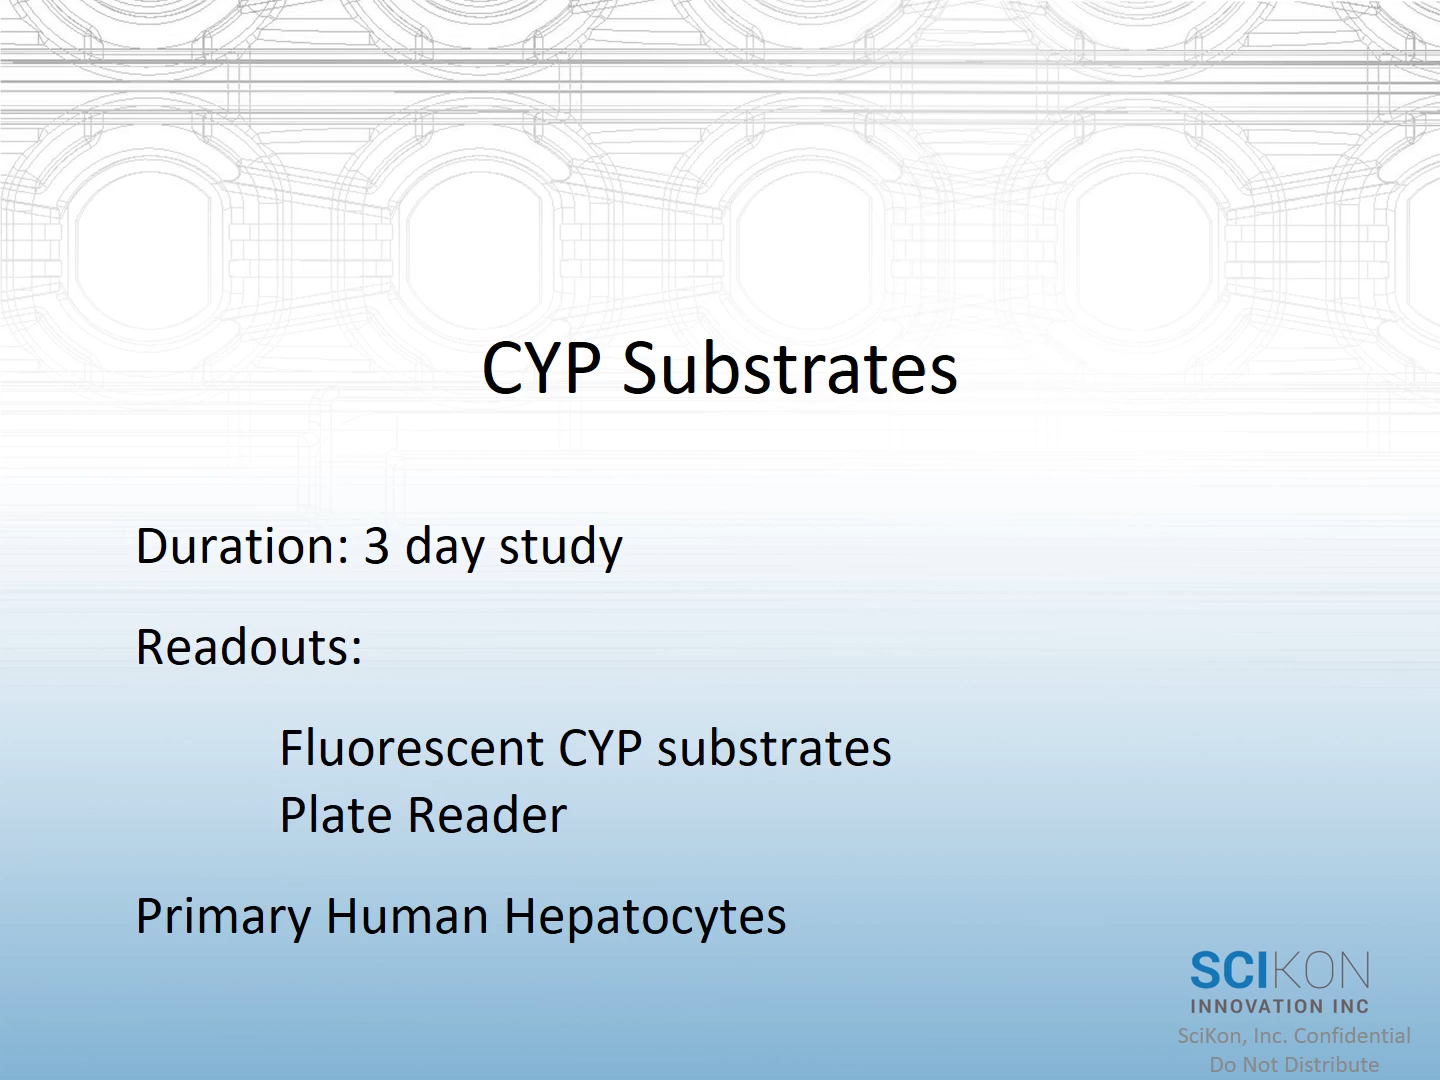 CYP Substrates
Duration: 3 day study
Readouts:
Fluorescent CYP substrates
Plate Reader
Primary Human Hepatocytes
SCIKON
INNOVATION INC
SciKon, Inc. Confidential
Do Not Distribute